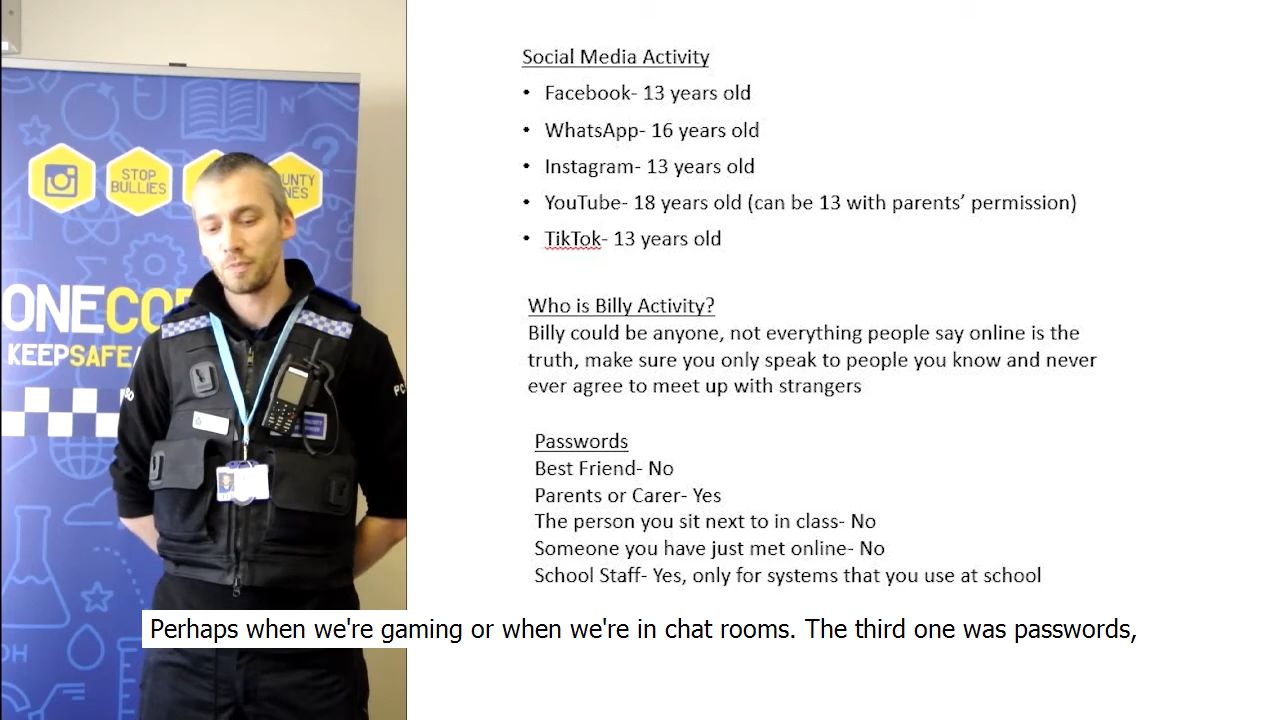 STOP
BULLIES
UNTY
NES
ONECO
KEEPSAFE
PC
Social Media Activity
• Facebook- 13 years old
• WhatsApp- 16 years old
• Instagram- 13 years old
• YouTube- 18 years old (can be 13 with parents’ permission)
• TikTok- 13 years old
Who is Billy Activity?
Billy could be anyone, not everything people say online is the
truth, make sure you only speak to people you know and never
ever agree to meet up with strangers
Passwords
Best Friend- No
Parents or Carer- Yes
The person you sit next to in class- No
Someone you have just met online- No
School Staff- Yes, only for systems that you use at school
Perhaps when we're gaming or when we're in chat rooms. The third one was passwords,